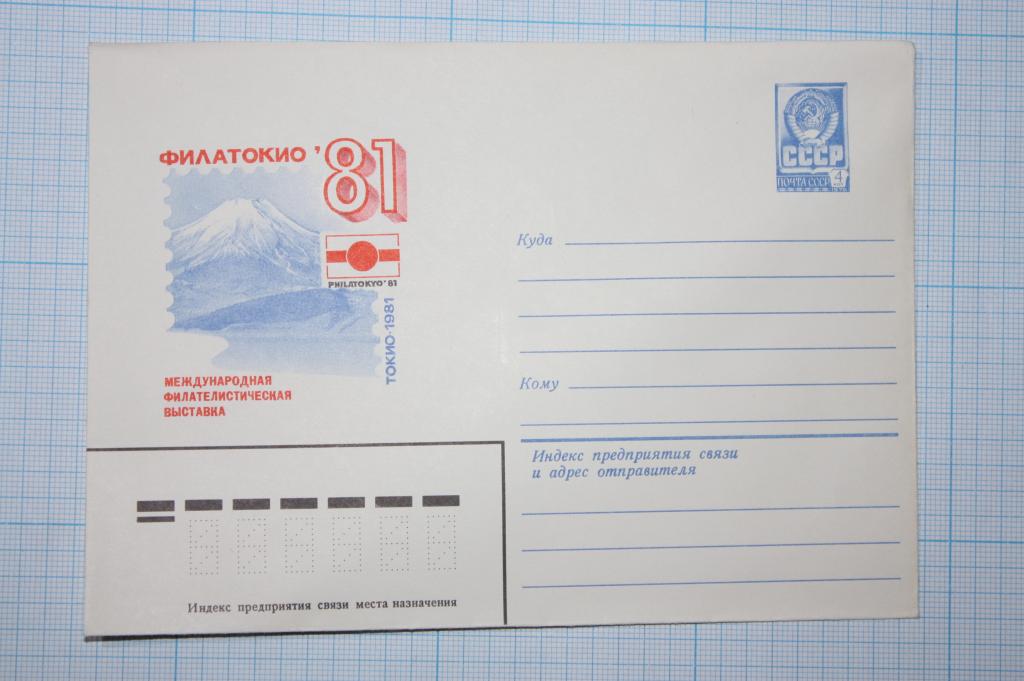 ФИЛАТОКИО '81
PHILATOKYO '81
ТОКИО·1981
МЕЖДУНАРОДНАЯ
ФИЛАТЕЛИСТИЧЕСКАЯ
ВЫСТАВКА
СССР
ПОЧТА СССР 4
Куда
Кому
Индекс предприятия связи
и адрес отправителя
Индекс предприятия связи места назначения